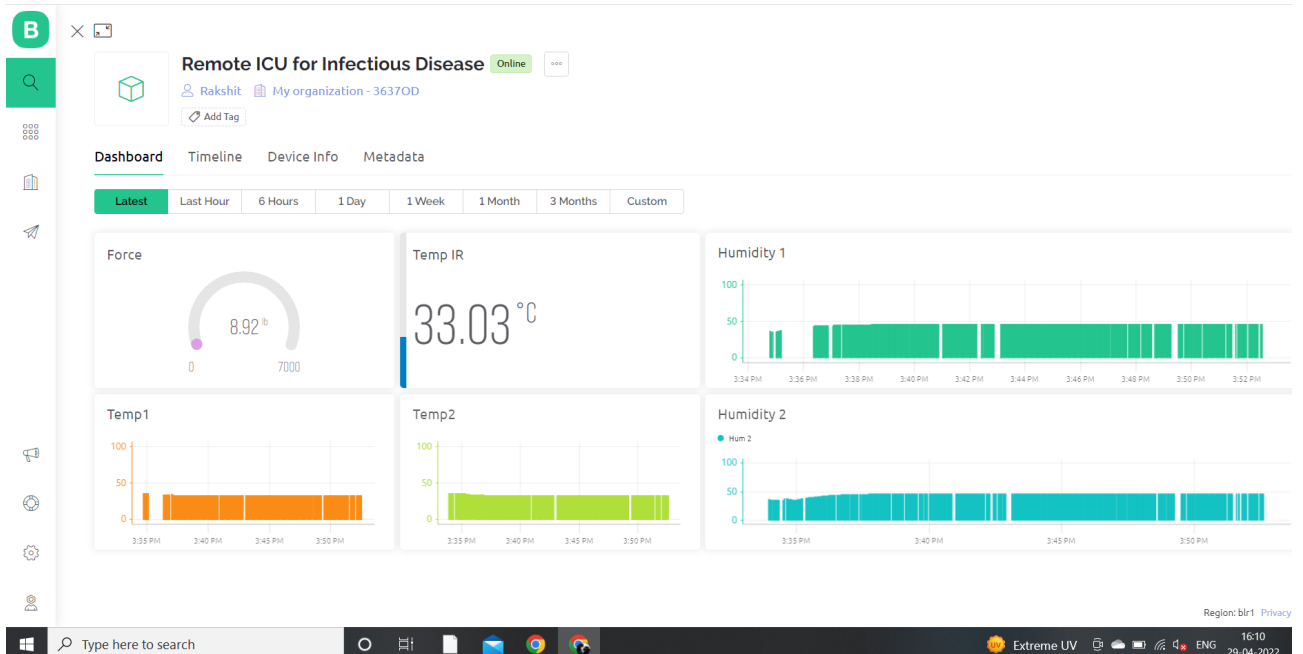 B
Remote ICU for Infectious Disease Online
Rakshit My organization - 3637OD
Add Tag
Dashboard Timeline Device Info Metadata
Latest Last Hour 6 Hours 1 Day 1 Week 1 Month 3 Months Custom
Force
8.92 lb
0 7000
Temp IR
33.03 °C
Humidity 1
100
50
0
3:34 PM 3:36 PM 3:38 PM 3:40 PM 3:42 PM 3:44 PM 3:46 PM 3:48 PM 3:50 PM 3:52 PM
Temp1
100
50
0
3:35 PM 3:40 PM 3:45 PM 3:50 PM
Temp2
100
50
0
3:35 PM 3:40 PM 3:45 PM 3:50 PM
Humidity 2
Hum 2
100
50
0
3:35 PM 3:40 PM 3:45 PM 3:50 PM
Region: blr1 Privacy
Type here to search
UV Extreme UV ENG 16:10
29-04-2022